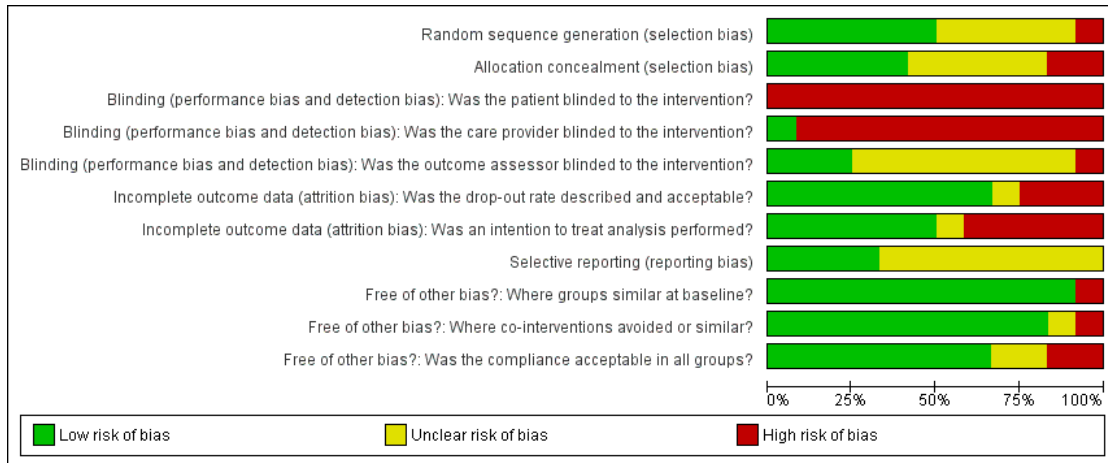 Random sequence generation (selection bias)
Allocation concealment (selection bias)
Blinding (performance bias and detection bias): Was the patient blinded to the intervention?
Blinding (performance bias and detection bias): Was the care provider blinded to the intervention?
Blinding (performance bias and detection bias): Was the outcome assessor blinded to the intervention?
Incomplete outcome data (attrition bias): Was the drop-out rate described and acceptable?
Incomplete outcome data (attrition bias): Was an intention to treat analysis performed?
Selective reporting (reporting bias)
Free of other bias?: Where groups similar at baseline?
Free of other bias?: Where co-interventions avoided or similar?
Free of other bias?: Was the compliance acceptable in all groups?
0% 25% 50% 75% 100%
Low risk of bias Unclear risk of bias High risk of bias